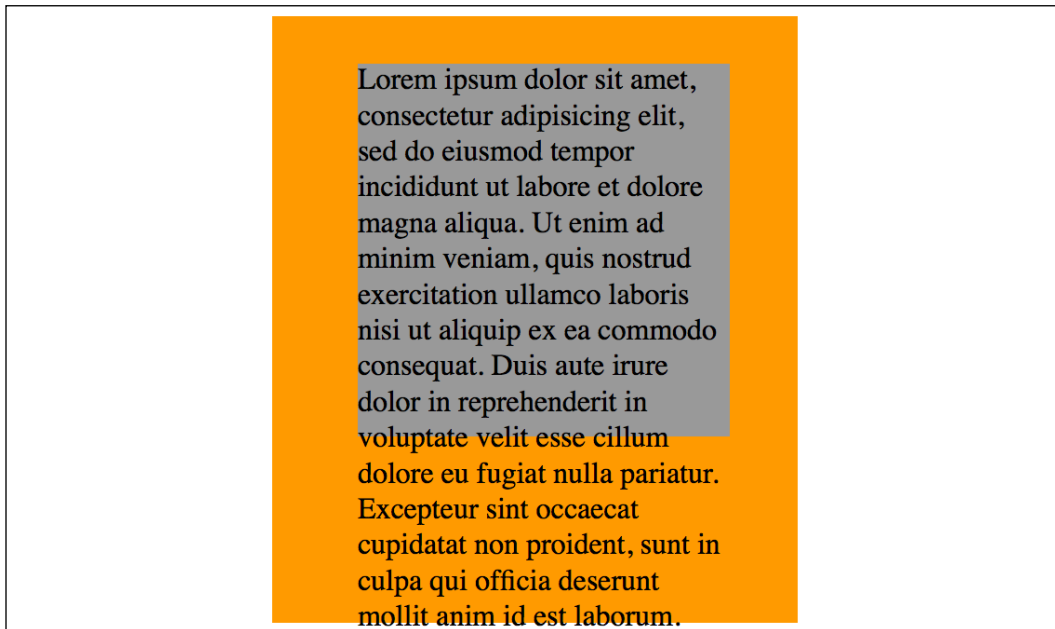 Lorem ipsum dolor sit amet,
consectetur adipisicing elit,
sed do eiusmod tempor
incididunt ut labore et dolore
magna aliqua. Ut enim ad
minim veniam, quis nostrud
exercitation ullamco laboris
nisi ut aliquip ex ea commodo
consequat. Duis aute irure
dolor in reprehenderit in
voluptate velit esse cillum
dolore eu fugiat nulla pariatur.
Excepteur sint occaecat
cupidatat non proident, sunt in
culpa qui officia deserunt
mollit anim id est laborum.